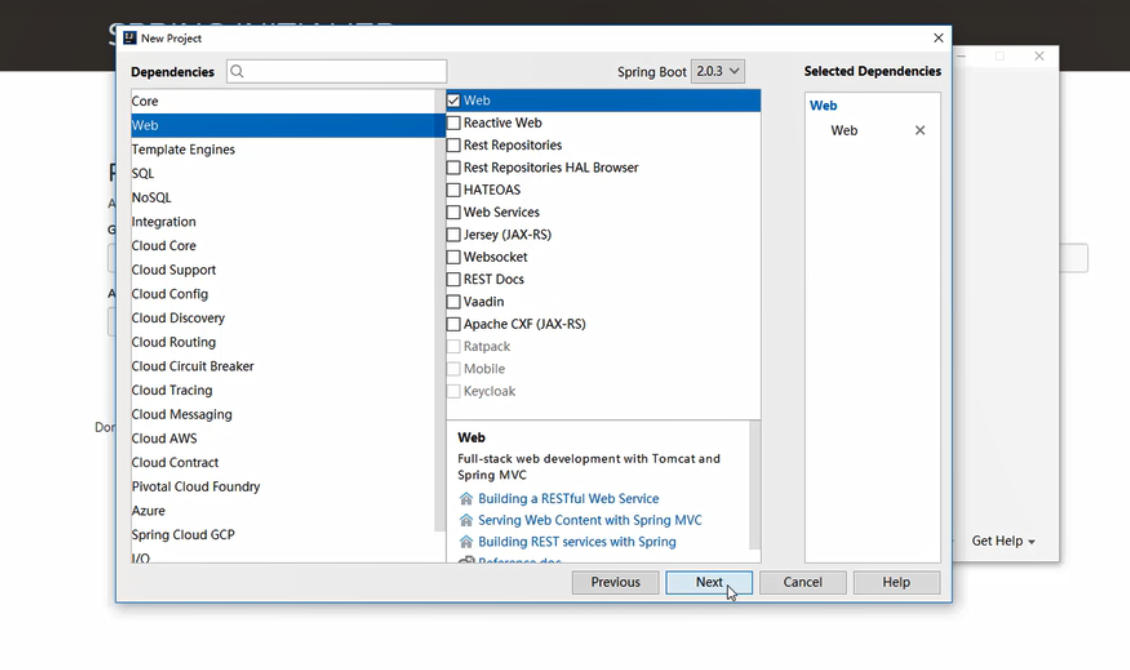 New Project
Dependencies
Spring Boot 2.0.3
Selected Dependencies
Core
Web
Template Engines
SQL
NoSQL
Integration
Cloud Core
Cloud Support
Cloud Config
Cloud Discovery
Cloud Routing
Cloud Circuit Breaker
Cloud Tracing
Cloud Messaging
Cloud AWS
Cloud Contract
Pivotal Cloud Foundry
Azure
Spring Cloud GCP
I/O
Web
Reactive Web
Rest Repositories
Rest Repositories HAL Browser
HATEOAS
Web Services
Jersey (JAX-RS)
Websocket
REST Docs
Vaadin
Apache CXF (JAX-RS)
Ratpack
Mobile
Keycloak
Web
Full-stack web development with Tomcat and
Spring MVC
Building a RESTful Web Service
Serving Web Content with Spring MVC
Building REST services with Spring
Reference doc
Web
Web
Previous
Next
Cancel
Help
Get Help